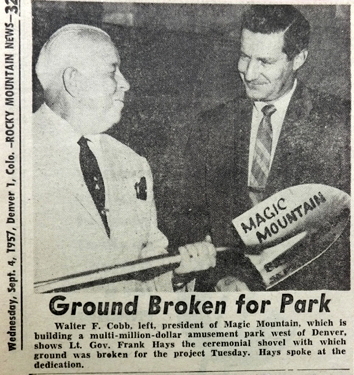 Wednesday, Sept. 4, 1957, Denver 1, Colo. —ROCKY MOUNTAIN NEWS—32
MAGIC
MOUNTAIN
Ground Broken for Park
Walter F. Cobb, left, president of Magic Mountain, which is
building a multi-million-dollar amusement park west of Denver,
shows Lt. Gov. Frank Hays the ceremonial shovel with which
ground was broken for the project Tuesday. Hays spoke at the
dedication.